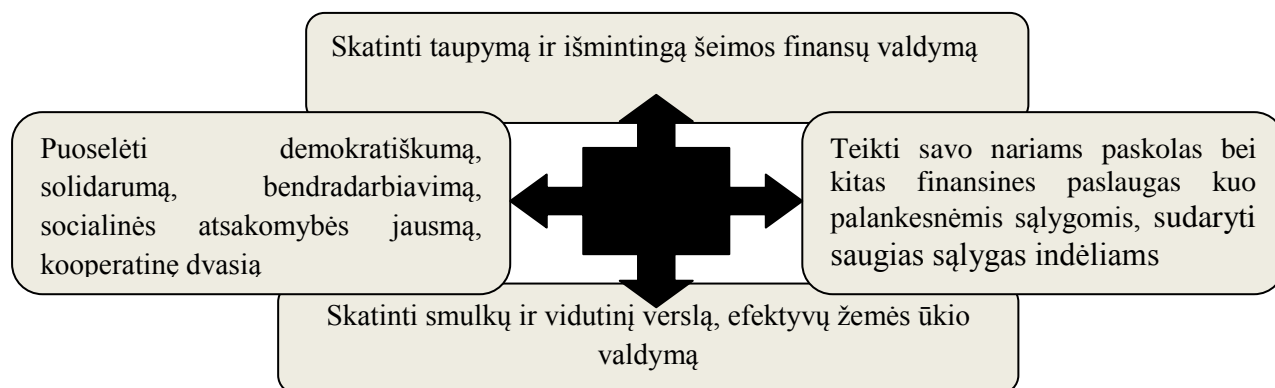 Skatinti taupymą ir išmintingą šeimos finansų valdymą
Puoselėti demokratiškumą,
solidarumą, bendradarbiavimą,
socialinės atsakomybės jausmą,
kooperatinę dvasią
Teikti savo nariams paskolas bei
kitas finansines paslaugas kuo
palankesnėmis sąlygomis, sudaryti
saugias sąlygas indėliams
Skatinti smulkų ir vidutinį verslą, efektyvų žemės ūkio
valdymą